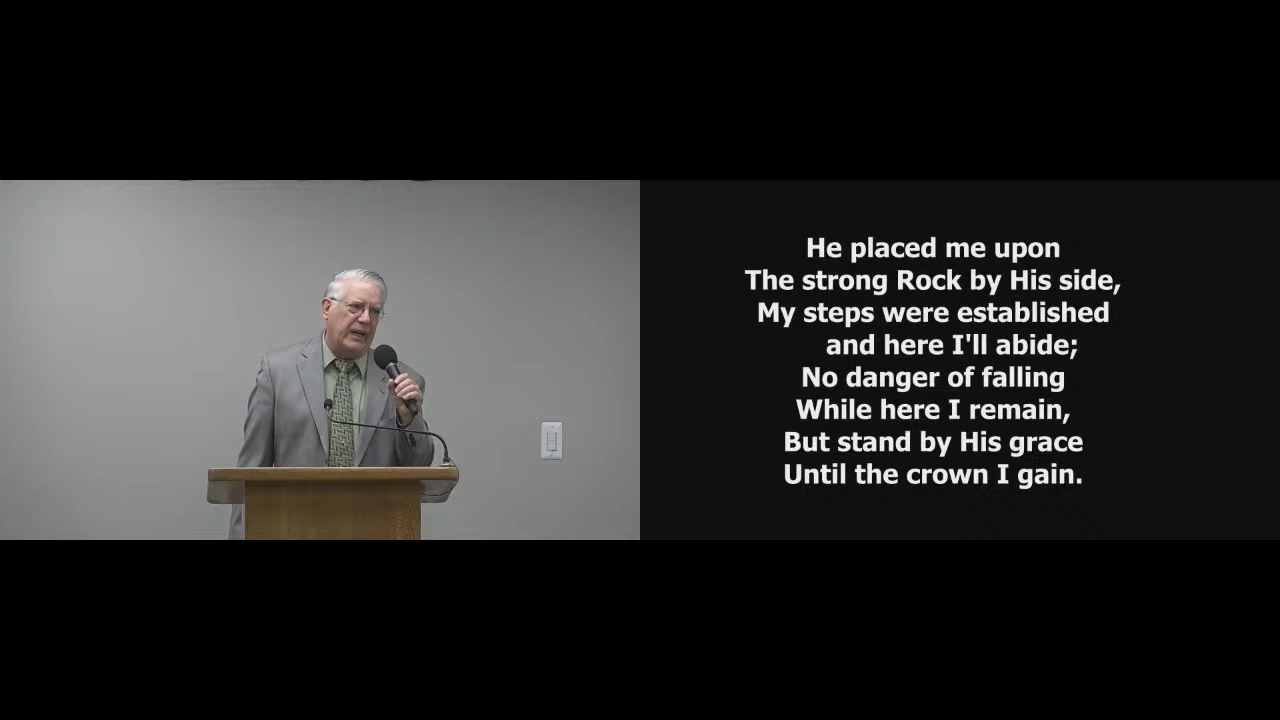 He placed me upon
The strong Rock by His side,
My steps were established
and here I'll abide;
No danger of falling
While here I remain,
But stand by His grace
Until the crown I gain.